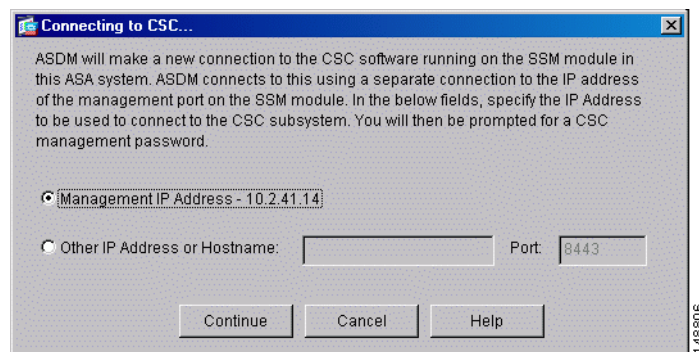 Connecting to CSC...
ASDM will make a new connection to the CSC software running on the SSM module in
this ASA system. ASDM connects to this using a separate connection to the IP address
of the management port on the SSM module. In the below fields, specify the IP Address
to be used to connect to the CSC subsystem. You will then be prompted for a CSC
management password.
Management IP Address - 10.2.41.14
Other IP Address or Hostname: Port: 8443
Continue Cancel Help
148806